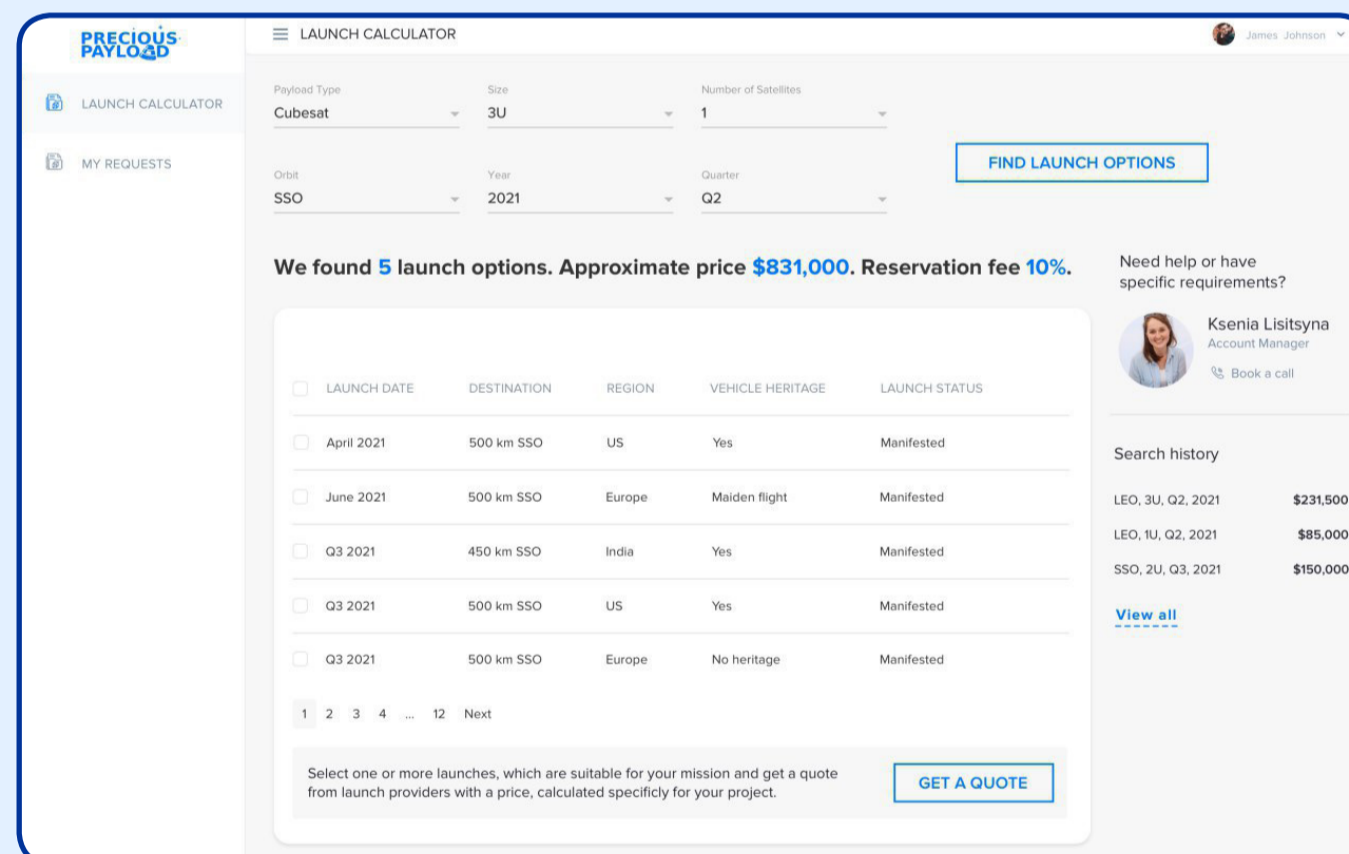 PRECIOUS
PAYLOAD
LAUNCH CALCULATOR
MY REQUESTS
LAUNCH CALCULATOR
James Johnson
Payload Type
Size
Number of Satellites
Cubesat
3U
1
FIND LAUNCH OPTIONS
Orbit
Year
Quarter
SSO
2021
Q2
We found 5 launch options. Approximate price $831,000. Reservation fee 10%.
LAUNCH DATE DESTINATION REGION VEHICLE HERITAGE LAUNCH STATUS
April 2021 500 km SSO US Yes Manifested
June 2021 500 km SSO Europe Maiden flight Manifested
Q3 2021 450 km SSO India Yes Manifested
Q3 2021 500 km SSO US Yes Manifested
Q3 2021 500 km SSO Europe No heritage Manifested
1 2 3 4 ... 12 Next
Select one or more launches, which are suitable for your mission and get a quote
from launch providers with a price, calculated specificly for your project.
GET A QUOTE
Need help or have
specific requirements?
Ksenia Lisitsyna
Account Manager
Book a call
Search history
LEO, 3U, Q2, 2021 $231,500
LEO, 1U, Q2, 2021 $85,000
SSO, 2U, Q3, 2021 $150,000
View all